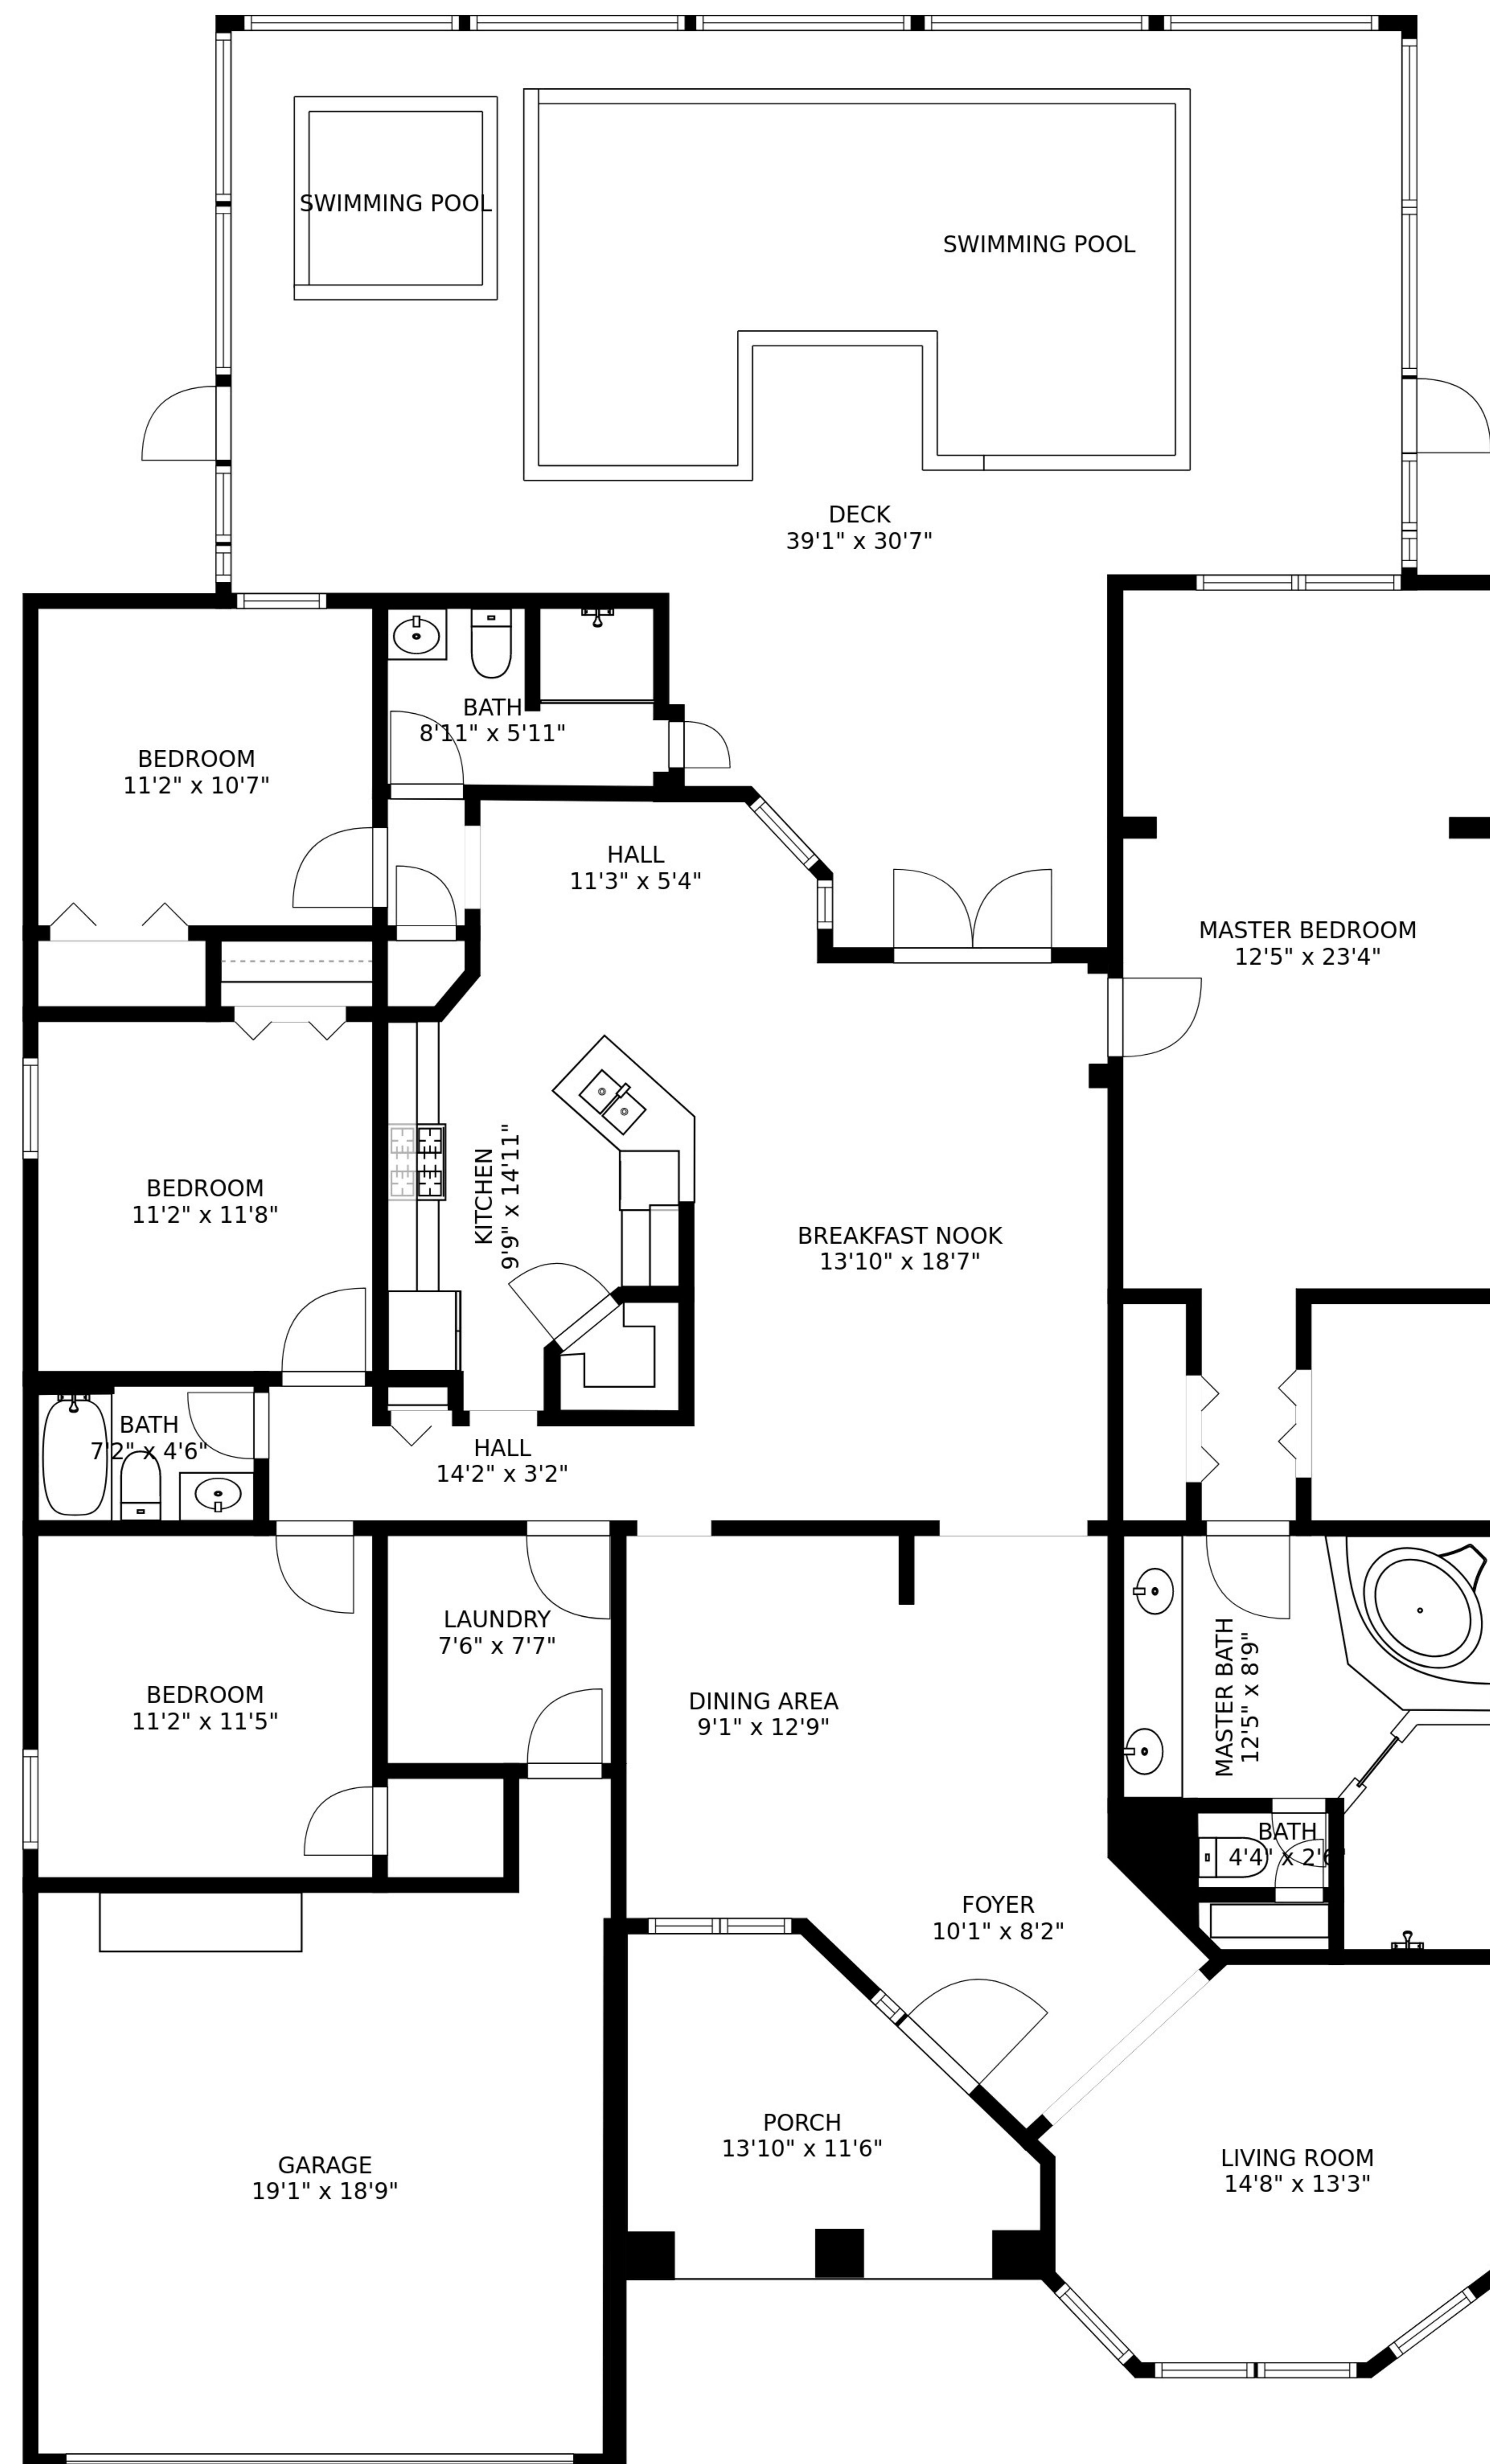 SWIMMING POOL
SWIMMING POOL
DECK
39'1" x 30'7"
BATH
8'11" x 5'11"
BEDROOM
11'2" x 10'7"
HALL
11'3" x 5'4"
MASTER BEDROOM
12'5" x 23'4"
KITCHEN
9'9" x 14'11"
BEDROOM
11'2" x 11'8"
BREAKFAST NOOK
13'10" x 18'7"
BATH
7'2" x 4'6"
HALL
14'2" x 3'2"
LAUNDRY
7'6" x 7'7"
MASTER BATH
12'5" x 8'9"
BEDROOM
11'2" x 11'5"
DINING AREA
9'1" x 12'9"
BATH
4'4" x 2'6"
FOYER
10'1" x 8'2"
PORCH
13'10" x 11'6"
LIVING ROOM
14'8" x 13'3"
GARAGE
19'1" x 18'9"